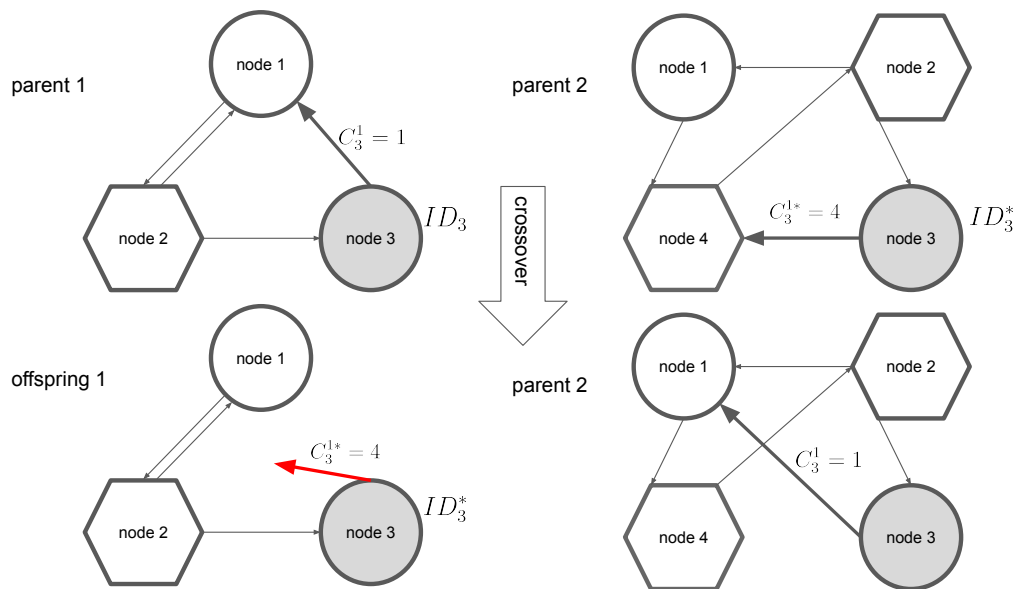 parent 1
node 1
$C_3^1 = 1$
node 2
node 3
$ID_3$
parent 2
node 1
node 2
$C_3^{1*} = 4$
node 4
node 3
$ID_3^*$
crossover
offspring 1
node 1
$C_3^{1*} = 4$
node 2
node 3
$ID_3^*$
parent 2
node 1
node 2
$C_3^1 = 1$
node 4
node 3